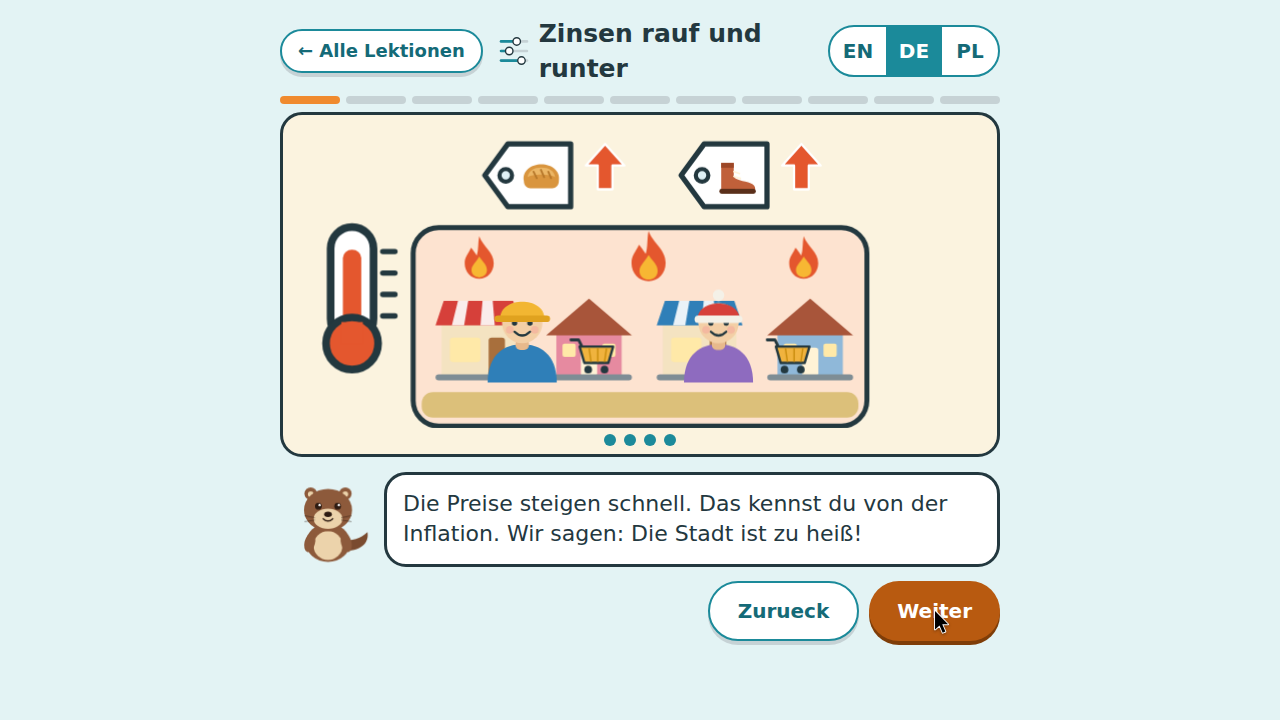 ← Alle Lektionen
Zinsen rauf und
runter
EN DE PL
Die Preise steigen schnell. Das kennst du von der
Inflation. Wir sagen: Die Stadt ist zu heiß!
Zurueck
Weiter